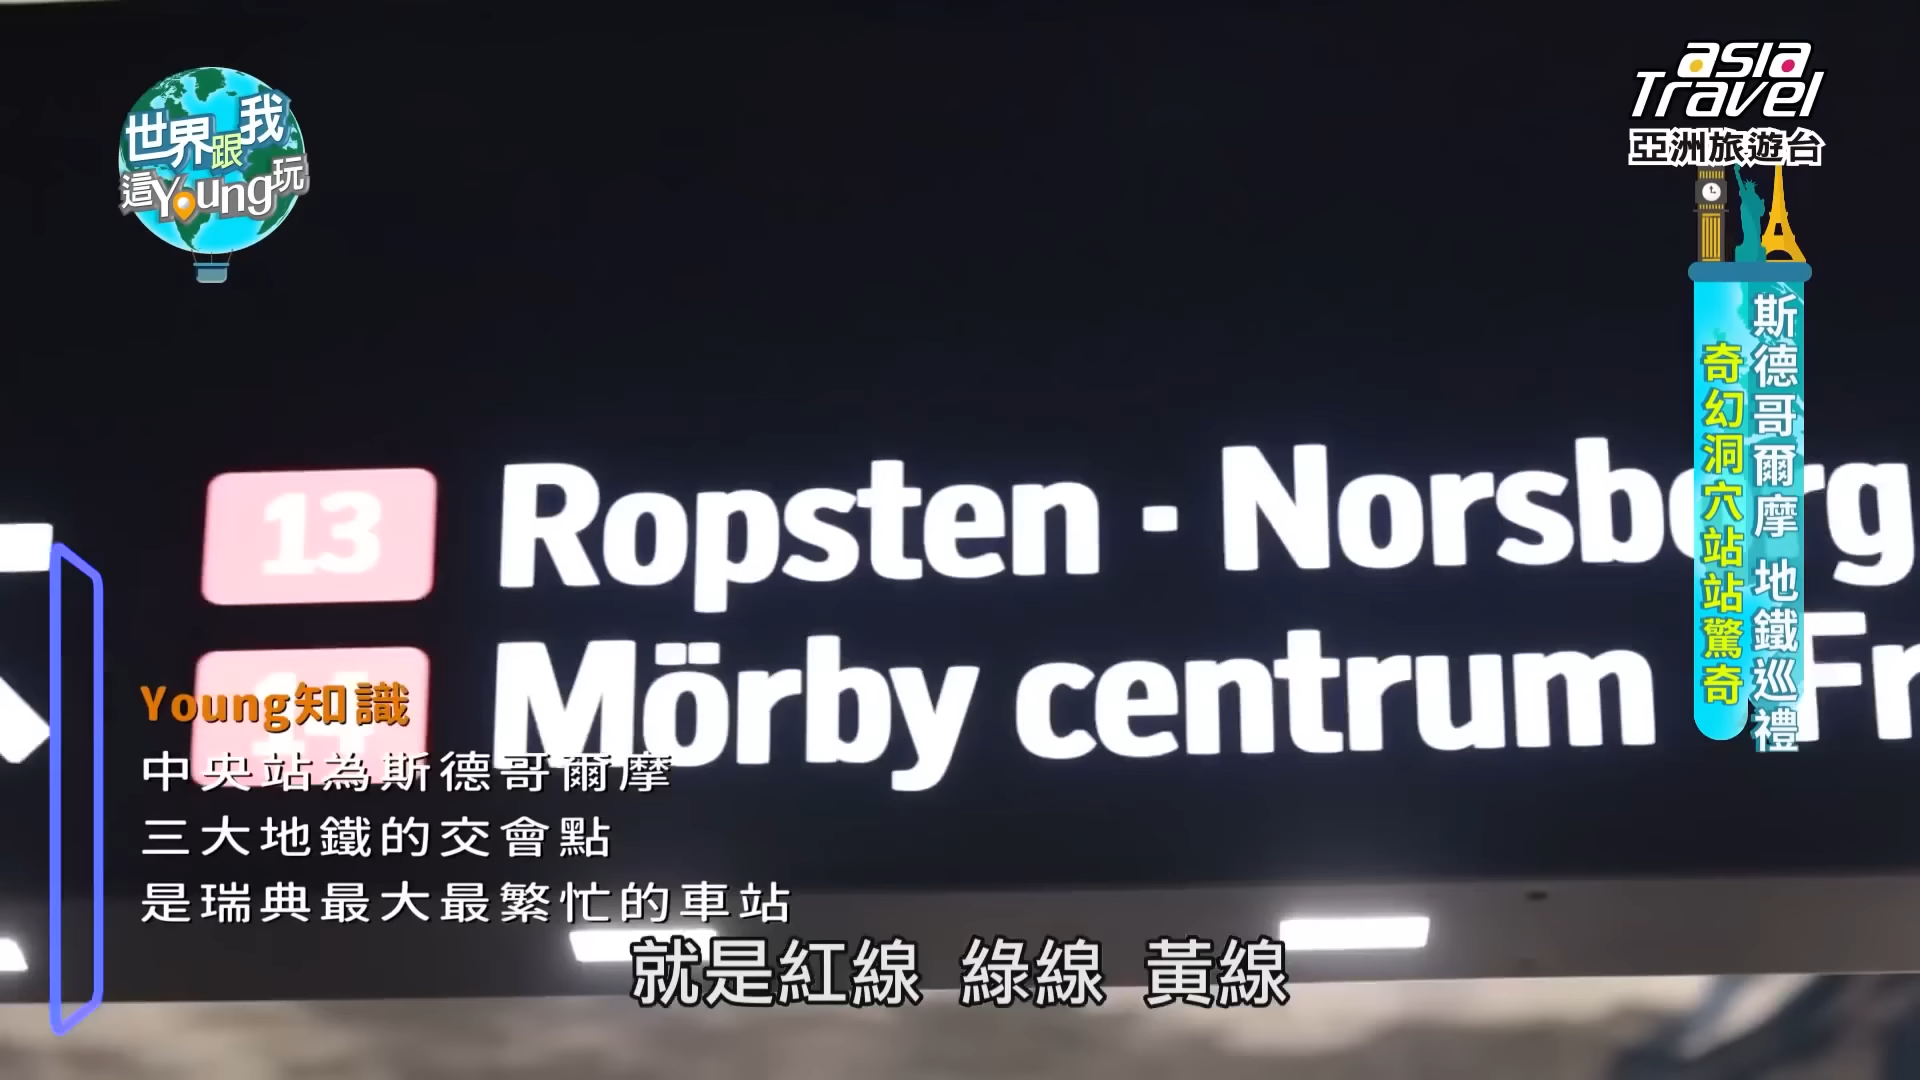 世界跟我
這Young玩
asia
Travel
亞洲旅遊台
斯德哥爾摩 地鐵巡禮
奇幻洞穴站站驚奇
13 Ropsten · Norsborg
14 Mörby centrum
Young知識
中央站為斯德哥爾摩
三大地鐵的交會點
是瑞典最大最繁忙的車站
就是紅線 綠線 黃線